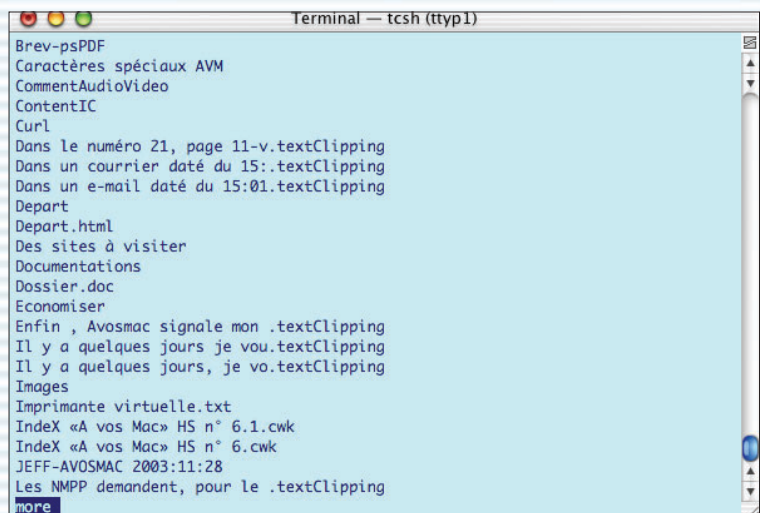 Terminal — tcsh (ttyp1)
Brev-psPDF
Caractères spéciaux AVM
CommentAudioVideo
ContentIC
Curl
Dans le numéro 21, page 11-v.textClipping
Dans un courrier daté du 15:.textClipping
Dans un e-mail daté du 15:01.textClipping
Depart
Depart.html
Des sites à visiter
Documentations
Dossier.doc
Economiser
Enfin , Avosmac signale mon .textClipping
Il y a quelques jours je vou.textClipping
Il y a quelques jours, je vo.textClipping
Images
Imprimante virtuelle.txt
IndeX «A vos Mac» HS n° 6.1.cwk
IndeX «A vos Mac» HS n° 6.cwk
JEFF-AVOSMAC 2003:11:28
Les NMPP demandent, pour le .textClipping
more